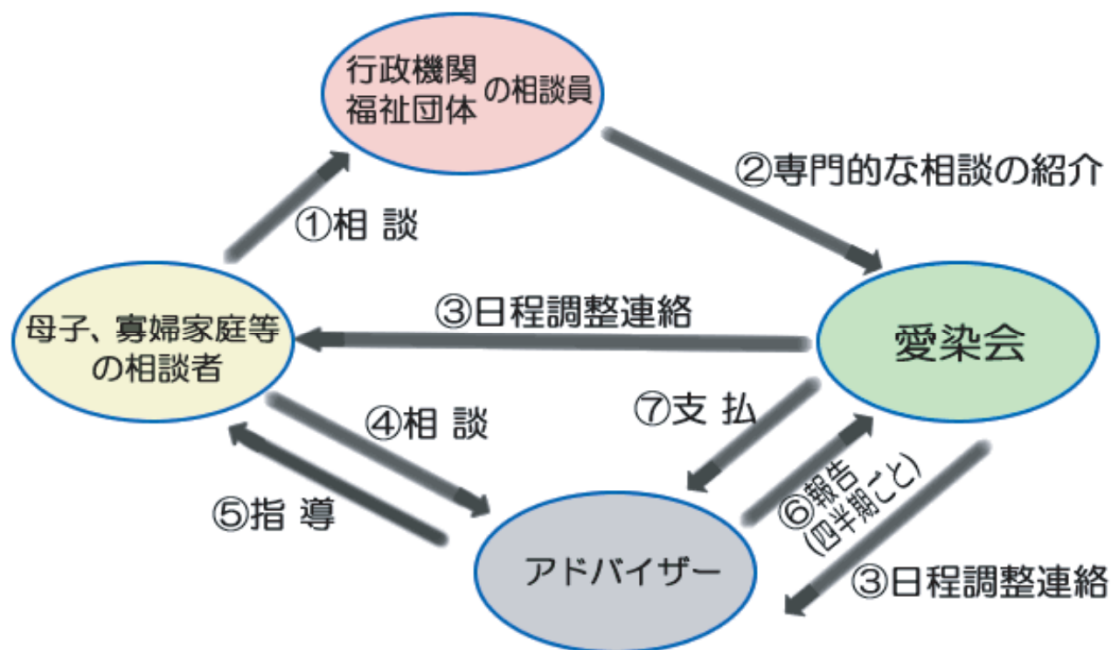 行政機関
福祉団体
の相談員
②専門的な相談の紹介
①相 談
③日程調整連絡
母子、寡婦家庭等
の相談者
愛染会
⑦支 払
④相 談
⑥報告
(四半期ごと)
⑤指 導
アドバイザー
③日程調整連絡